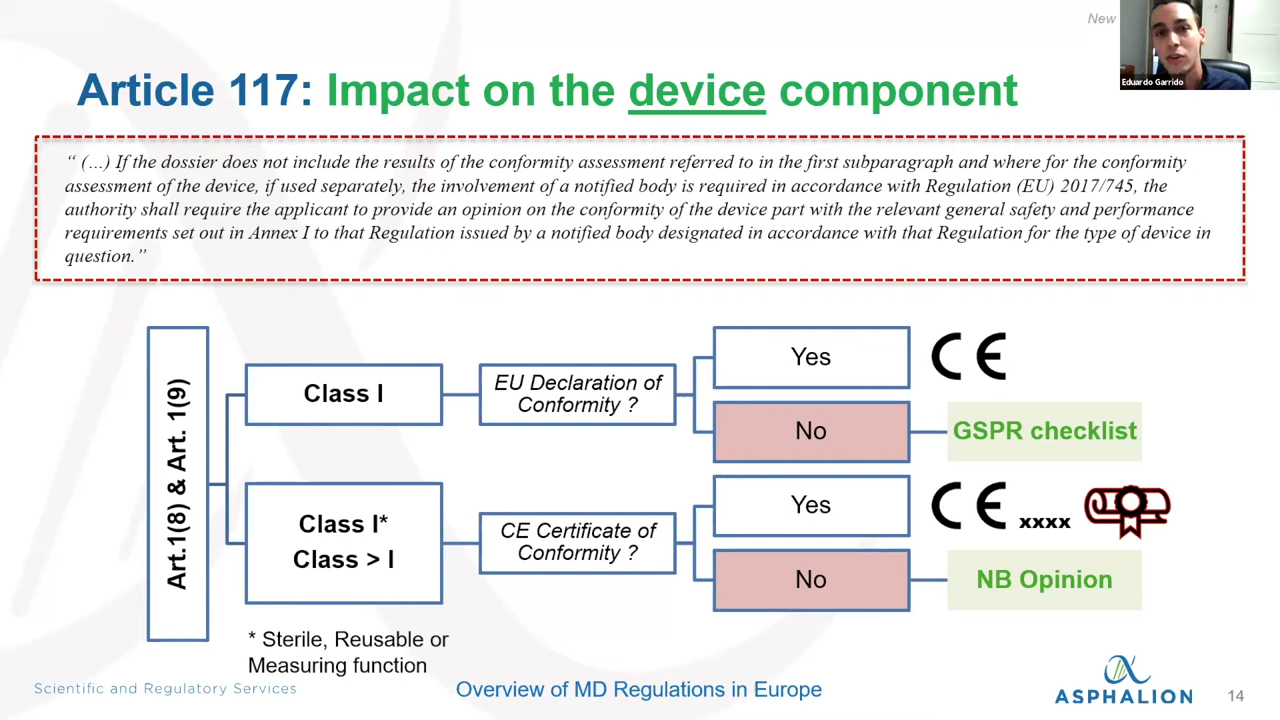 New
Eduardo Garrido
Article 117: Impact on the device component
“ (…) If the dossier does not include the results of the conformity assessment referred to in the first subparagraph and where for the conformity
assessment of the device, if used separately, the involvement of a notified body is required in accordance with Regulation (EU) 2017/745, the
authority shall require the applicant to provide an opinion on the conformity of the device part with the relevant general safety and performance
requirements set out in Annex I to that Regulation issued by a notified body designated in accordance with that Regulation for the type of device in
question.”
Art.1(8) & Art. 1(9)
Class I
EU Declaration of
Conformity ?
Yes
CE
No
GSPR checklist
Class I*
Class > I
CE Certificate of
Conformity ?
Yes
CE xxxx
No
NB Opinion
* Sterile, Reusable or
Measuring function
Scientific and Regulatory Services
Overview of MD Regulations in Europe
ASPHALION
14